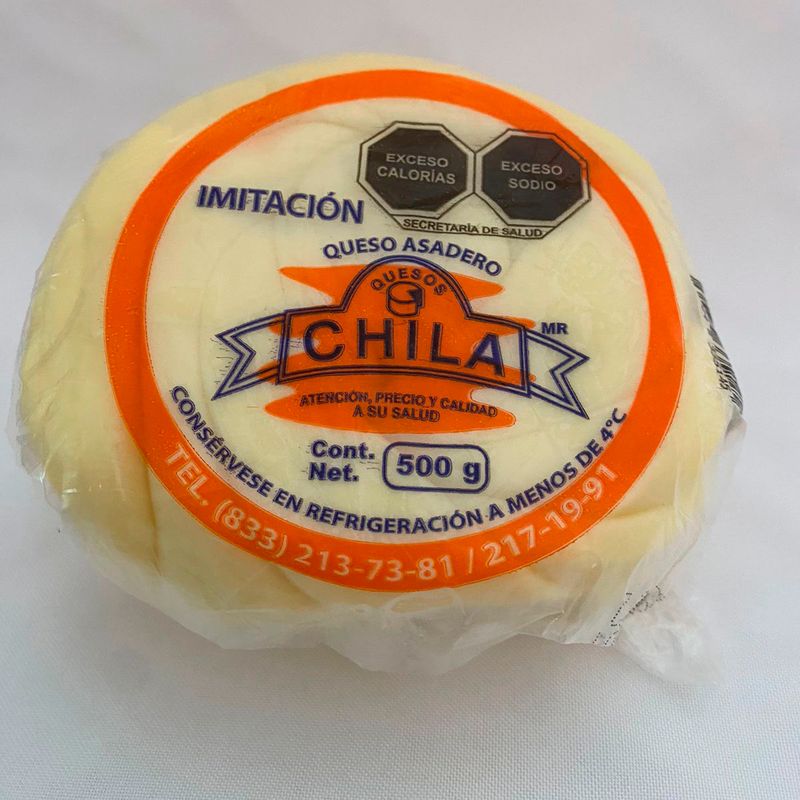 EXCESO
CALORÍAS
EXCESO
SODIO
SECRETARÍA DE SALUD
IMITACIÓN
QUESO ASADERO
QUESOS
CHILA
MR
ATENCIÓN, PRECIO Y CALIDAD
A SU SALUD
Cont.
Net.
500 g
CONSÉRVESE EN REFRIGERACIÓN A MENOS DE 4°C
TEL. (833) 213-73-81 / 217-19-91